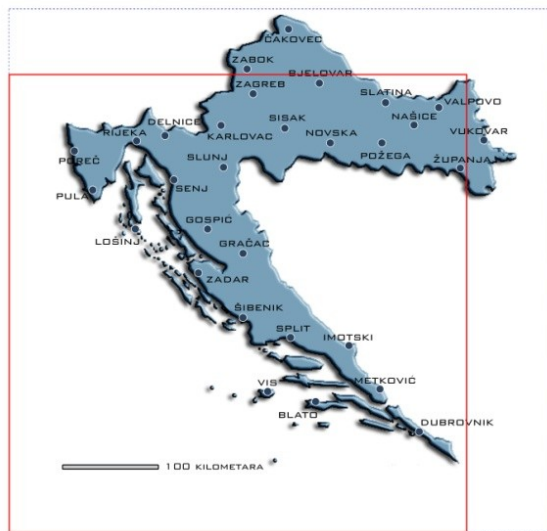 ČAKOVEC
ZABOK
BJELOVAR
ZAGREB
SLATINA
VALPOVO
DELNICE
SISAK
NAŠICE
RIJEKA
KARLOVAC
NOVSKA
VUKOVAR
POREČ
POŽEGA
SLUNJ
ŽUPANJA
PULA
SENJ
GOSPIĆ
LOŠINJ
GRAČAC
ZADAR
ŠIBENIK
SPLIT
IMOTSKI
VIS
METKOVIĆ
BLATO
DUBROVNIK
100 KILOMETARA